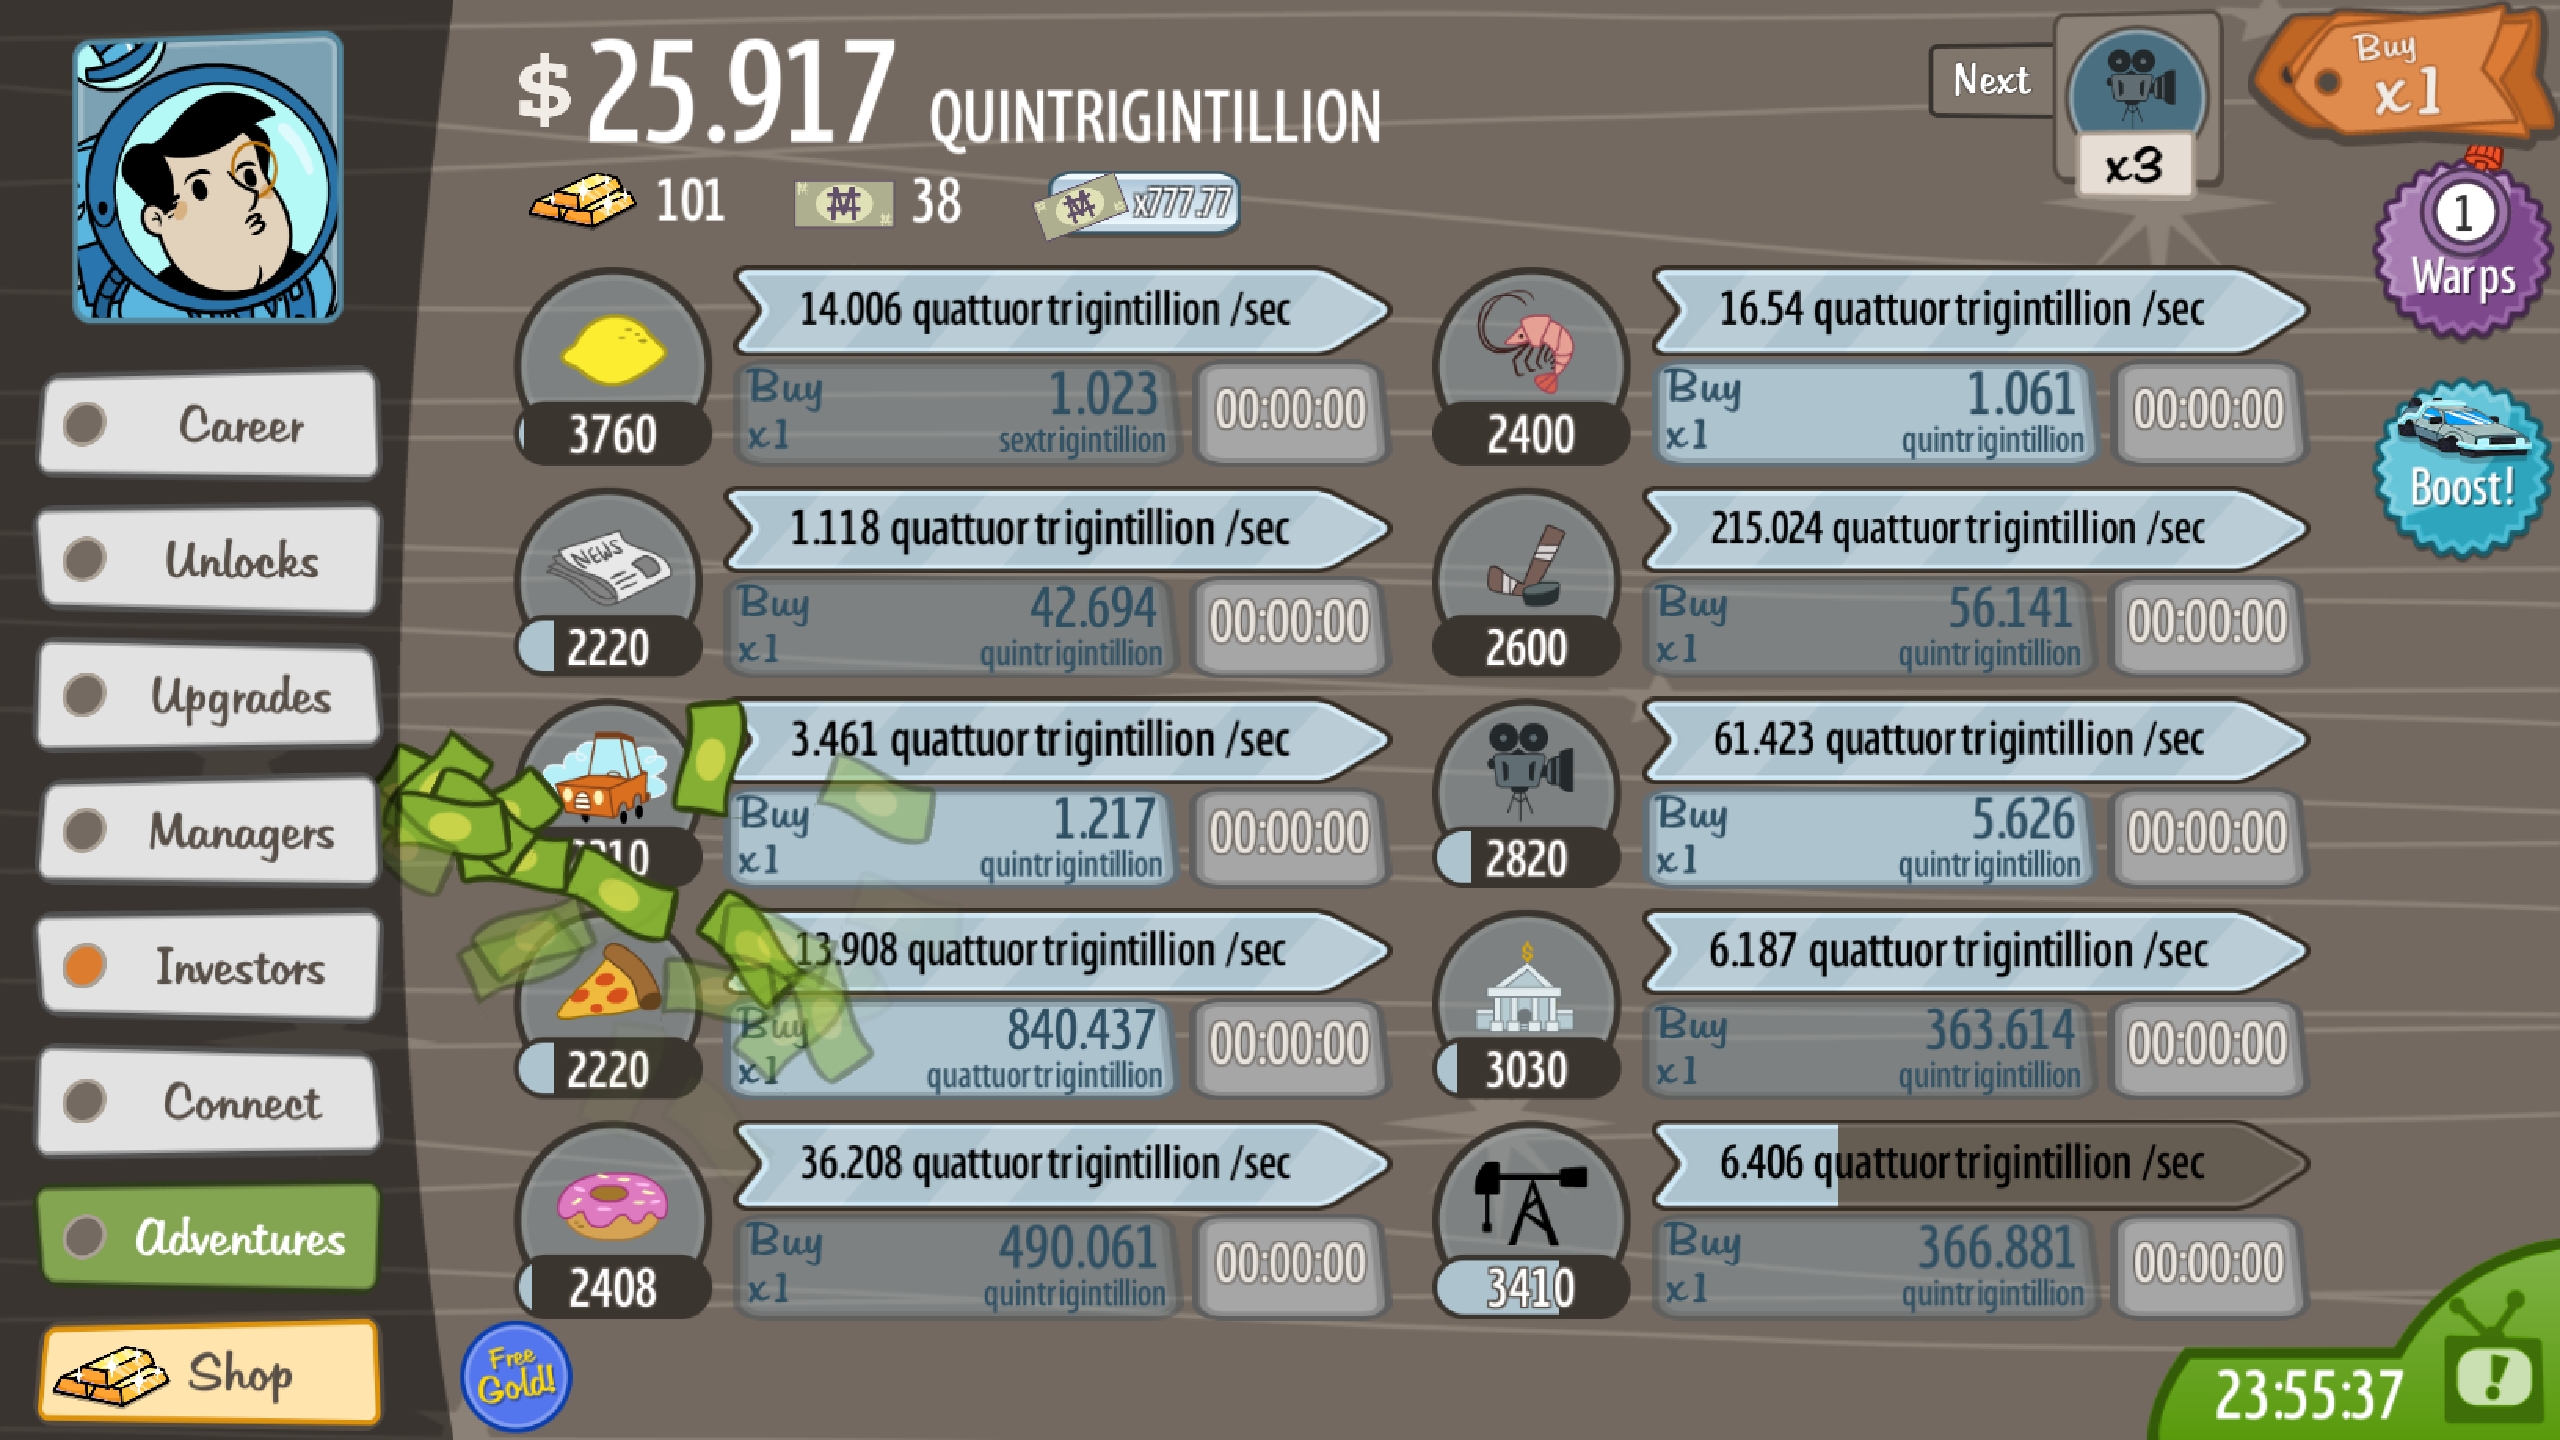 $25.917 QUINTRIGINTILLION
101 38 x777.77
Next
x3
Buy
x1
1
Warps
Boost!
Career
Unlocks
Upgrades
Managers
Investors
Connect
Adventures
Shop
14.006 quattuortrigintillion /sec
3760
Buy 1.023
x1 sextrigintillion
00:00:00
16.54 quattuortrigintillion /sec
2400
Buy 1.061
x1 quintrigintillion
00:00:00
NEWS
1.118 quattuortrigintillion /sec
2220
Buy 42.694
x1 quintrigintillion
00:00:00
215.024 quattuortrigintillion /sec
2600
Buy 56.141
x1 quintrigintillion
00:00:00
3.461 quattuortrigintillion /sec
Buy 1.217
x1 quintrigintillion
00:00:00
61.423 quattuortrigintillion /sec
2820
Buy 5.626
x1 quintrigintillion
00:00:00
13.908 quattuortrigintillion /sec
2220
Buy 840.437
x1 quattuortrigintillion
00:00:00
$
6.187 quattuortrigintillion /sec
3030
Buy 363.614
x1 quintrigintillion
00:00:00
36.208 quattuortrigintillion /sec
2408
Buy 490.061
x1 quintrigintillion
00:00:00
6.406 quattuortrigintillion /sec
3410
Buy 366.881
x1 quintrigintillion
00:00:00
Free
Gold!
23:55:37
!